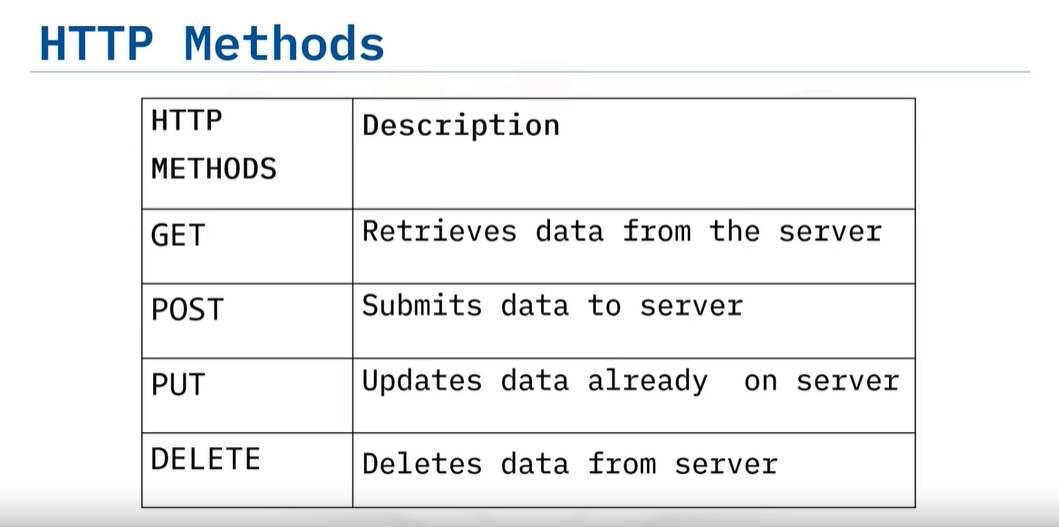 HTTP Methods
HTTP
METHODS
Description
GET
Retrieves data from the server
POST
Submits data to server
PUT
Updates data already  on server
DELETE
Deletes data from server